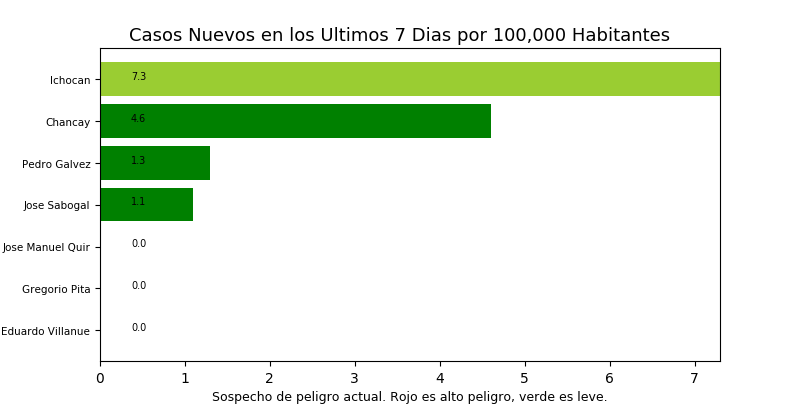 Casos Nuevos en los Ultimos 7 Dias por 100,000 Habitantes
Ichocan 7.3
Chancay 4.6
Pedro Galvez 1.3
Jose Sabogal 1.1
Jose Manuel Quir 0.0
Gregorio Pita 0.0
Eduardo Villanue 0.0
0 1 2 3 4 5 6 7
Sospecho de peligro actual. Rojo es alto peligro, verde es leve.